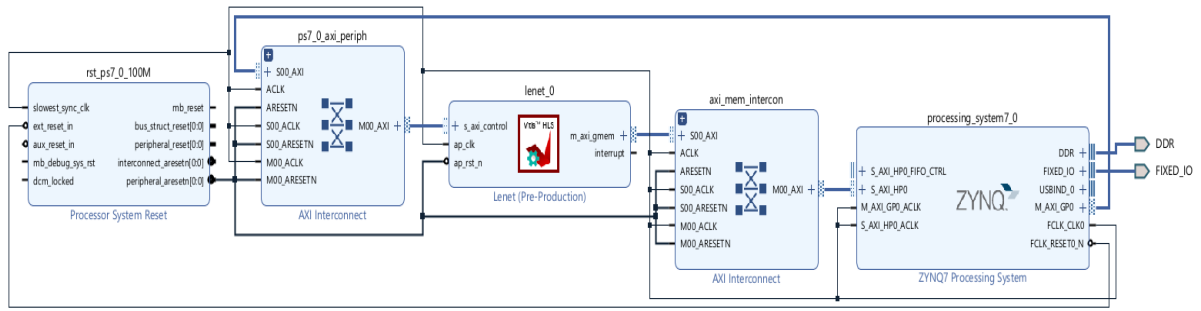 rst_ps7_0_100M
slowest_sync_clk
ext_reset_in
aux_reset_in
mb_debug_sys_rst
dcm_locked
mb_reset
bus_struct_reset[0:0]
peripheral_reset[0:0]
interconnect_aresetn[0:0]
peripheral_aresetn[0:0]
Processor System Reset
ps7_0_axi_periph
S00_AXI
ACLK
ARESETN
S00_ACLK
S00_ARESETN
M00_ACLK
M00_ARESETN
M00_AXI
AXI Interconnect
lenet_0
s_axi_control
ap_clk
ap_rst_n
Vitis™ HLS
m_axi_gmem
interrupt
Lenet (Pre-Production)
axi_mem_intercon
S00_AXI
ACLK
ARESETN
S00_ACLK
S00_ARESETN
M00_ACLK
M00_ARESETN
M00_AXI
AXI Interconnect
processing_system7_0
S_AXI_HP0_FIFO_CTRL
S_AXI_HP0
M_AXI_GP0_ACLK
S_AXI_HP0_ACLK
ZYNQ
DDR
FIXED_IO
USBIND_0
M_AXI_GP0
FCLK_CLK0
FCLK_RESET0_N
ZYNQ7 Processing System
DDR
FIXED_IO